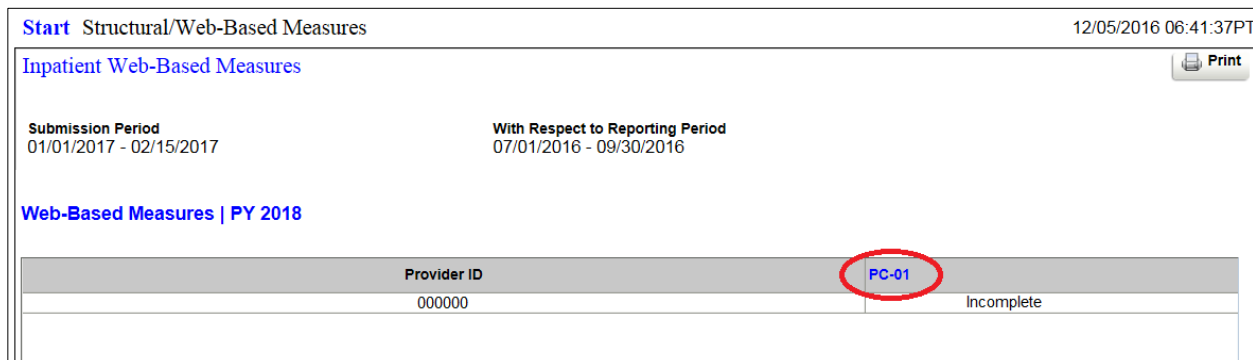 Start Structural/Web-Based Measures 12/05/2016 06:41:37PT
Inpatient Web-Based Measures Print
Submission Period With Respect to Reporting Period
01/01/2017 - 02/15/2017 07/01/2016 - 09/30/2016
Web-Based Measures | PY 2018
Provider ID PC-01
000000 Incomplete